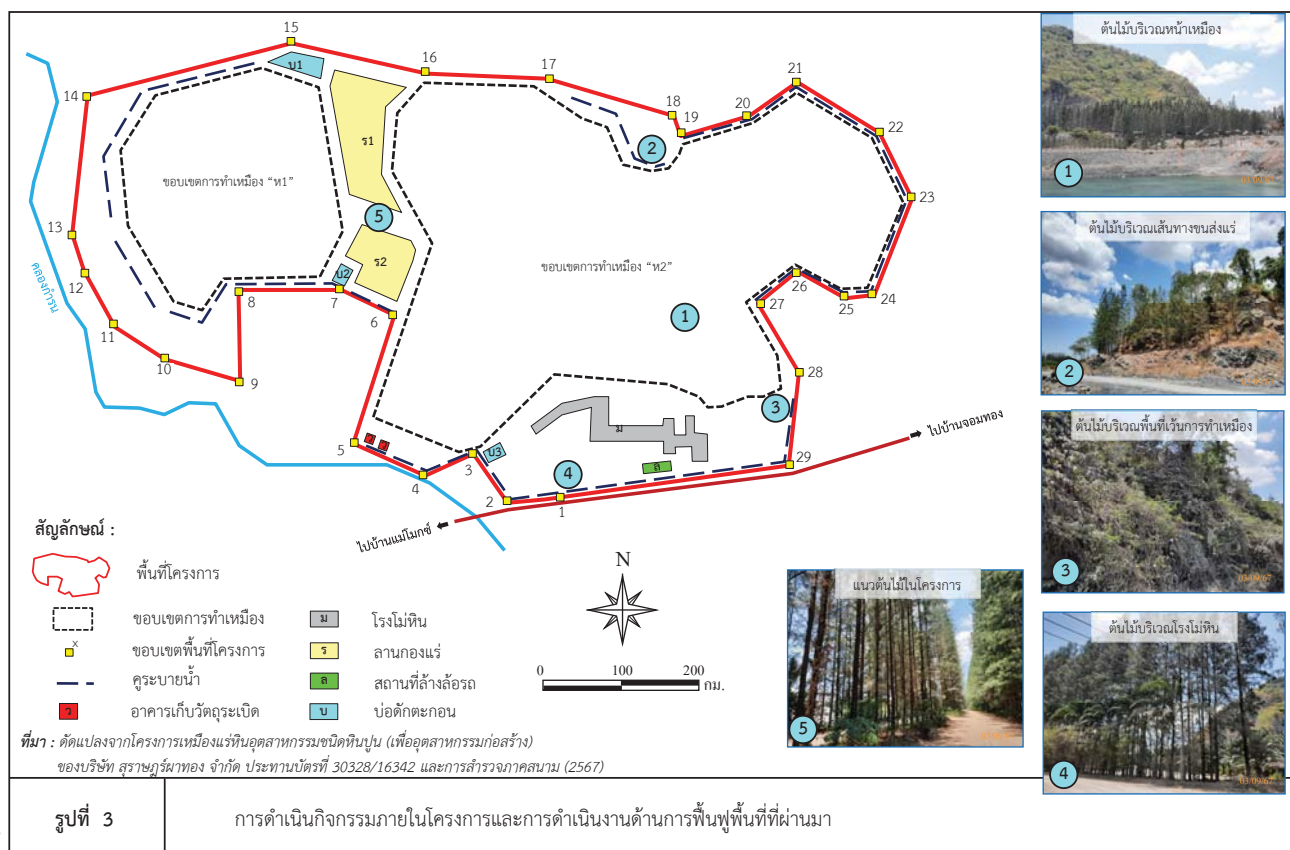 15
16
17
14
บ1
ร1
18
19
20
21
22
23
2
ขอบเขตการทำเหมือง "ห1"
5
13
12
คลองกำรน
ร2
บ2
ขอบเขตการทำเหมือง "ห2"
26
25
24
27
8
7
6
1
11
10
9
28
3
ม
ไปบ้านจอมทอง
5
ว
ว
3
บ3
4
ล
29
4
2
1
ไปบ้านแม่โมกข์
สัญลักษณ์ :
พื้นที่โครงการ
ขอบเขตการทำเหมือง
x
ขอบเขตพื้นที่โครงการ
คูระบายน้ำ
ว อาคารเก็บวัตถุระเบิด
ม โรงโม่หิน
ร ลานกองแร่
ล สถานที่ล้างล้อรถ
บ บ่อดักตะกอน
N
0 100 200
กม.
ที่มา : ดัดแปลงจากโครงการเหมืองแร่หินอุตสาหกรรมชนิดหินปูน (เพื่ออุตสาหกรรมก่อสร้าง)
ของบริษัท สุราษฎร์ผาทอง จำกัด ประทานบัตรที่ 30328/16342 และการสำรวจภาคสนาม (2567)
ต้นไม้บริเวณหน้าเหมือง
1
03/09/67
ต้นไม้บริเวณเส้นทางขนส่งแร่
2
ต้นไม้บริเวณพื้นที่เว้นการทำเหมือง
3
03/09/67
ต้นไม้บริเวณโรงโม่หิน
4
03/09/67
แนวต้นไม้ในโครงการ
5
รูปที่ 3
การดำเนินกิจกรรมภายในโครงการและการดำเนินงานด้านการฟื้นฟูพื้นที่ที่ผ่านมา